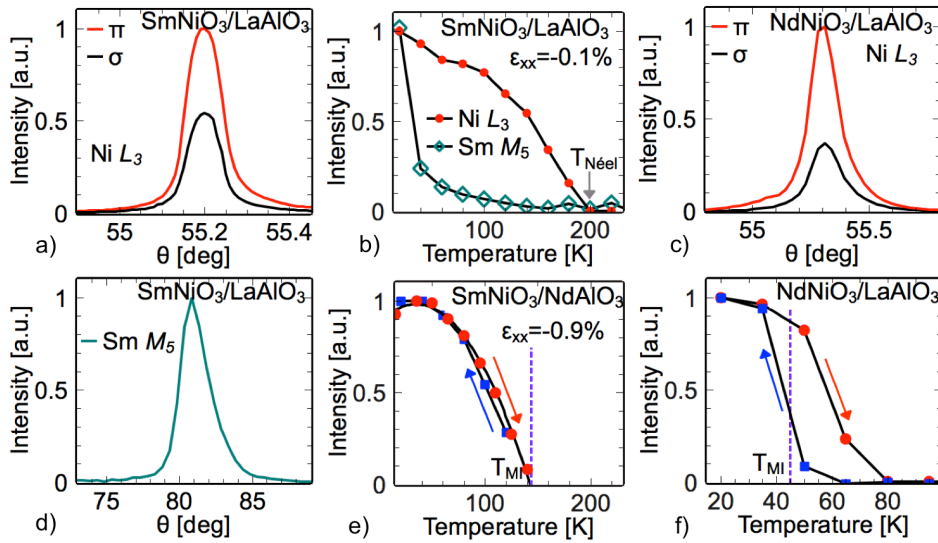 SmNiO₃/LaAlO₃
π
σ
Ni L₃
Intensity [a.u.]
1
0.5
0
55
55.2
55.4
θ [deg]
a)
SmNiO₃/LaAlO₃
εxx=-0.1%
Ni L₃
Sm M₅
TNéel
Intensity [a.u.]
1
0.5
0
100
200
Temperature [K]
b)
NdNiO₃/LaAlO₃
π
σ
Ni L₃
Intensity [a.u.]
1
0.5
0
55
55.5
θ [deg]
c)
SmNiO₃/LaAlO₃
Sm M₅
Intensity [a.u.]
1
0.5
0
75
80
85
θ [deg]
d)
SmNiO₃/NdAlO₃
εxx=-0.9%
TMI
Intensity [a.u.]
1
0.5
0
100
200
Temperature [K]
e)
NdNiO₃/LaAlO₃
TMI
Intensity [a.u.]
1
0.5
0
20
40
60
80
Temperature [K]
f)